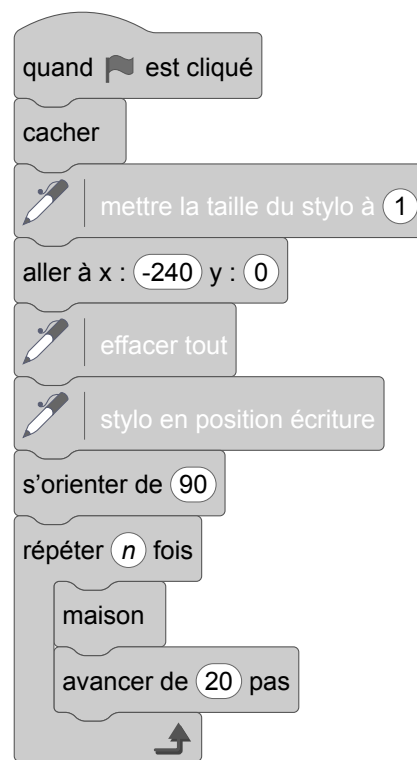 quand est cliqué
cacher
mettre la taille du stylo à 1
aller à x : -240 y : 0
effacer tout
stylo en position écriture
s'orienter de 90
répéter n fois
maison
avancer de 20 pas